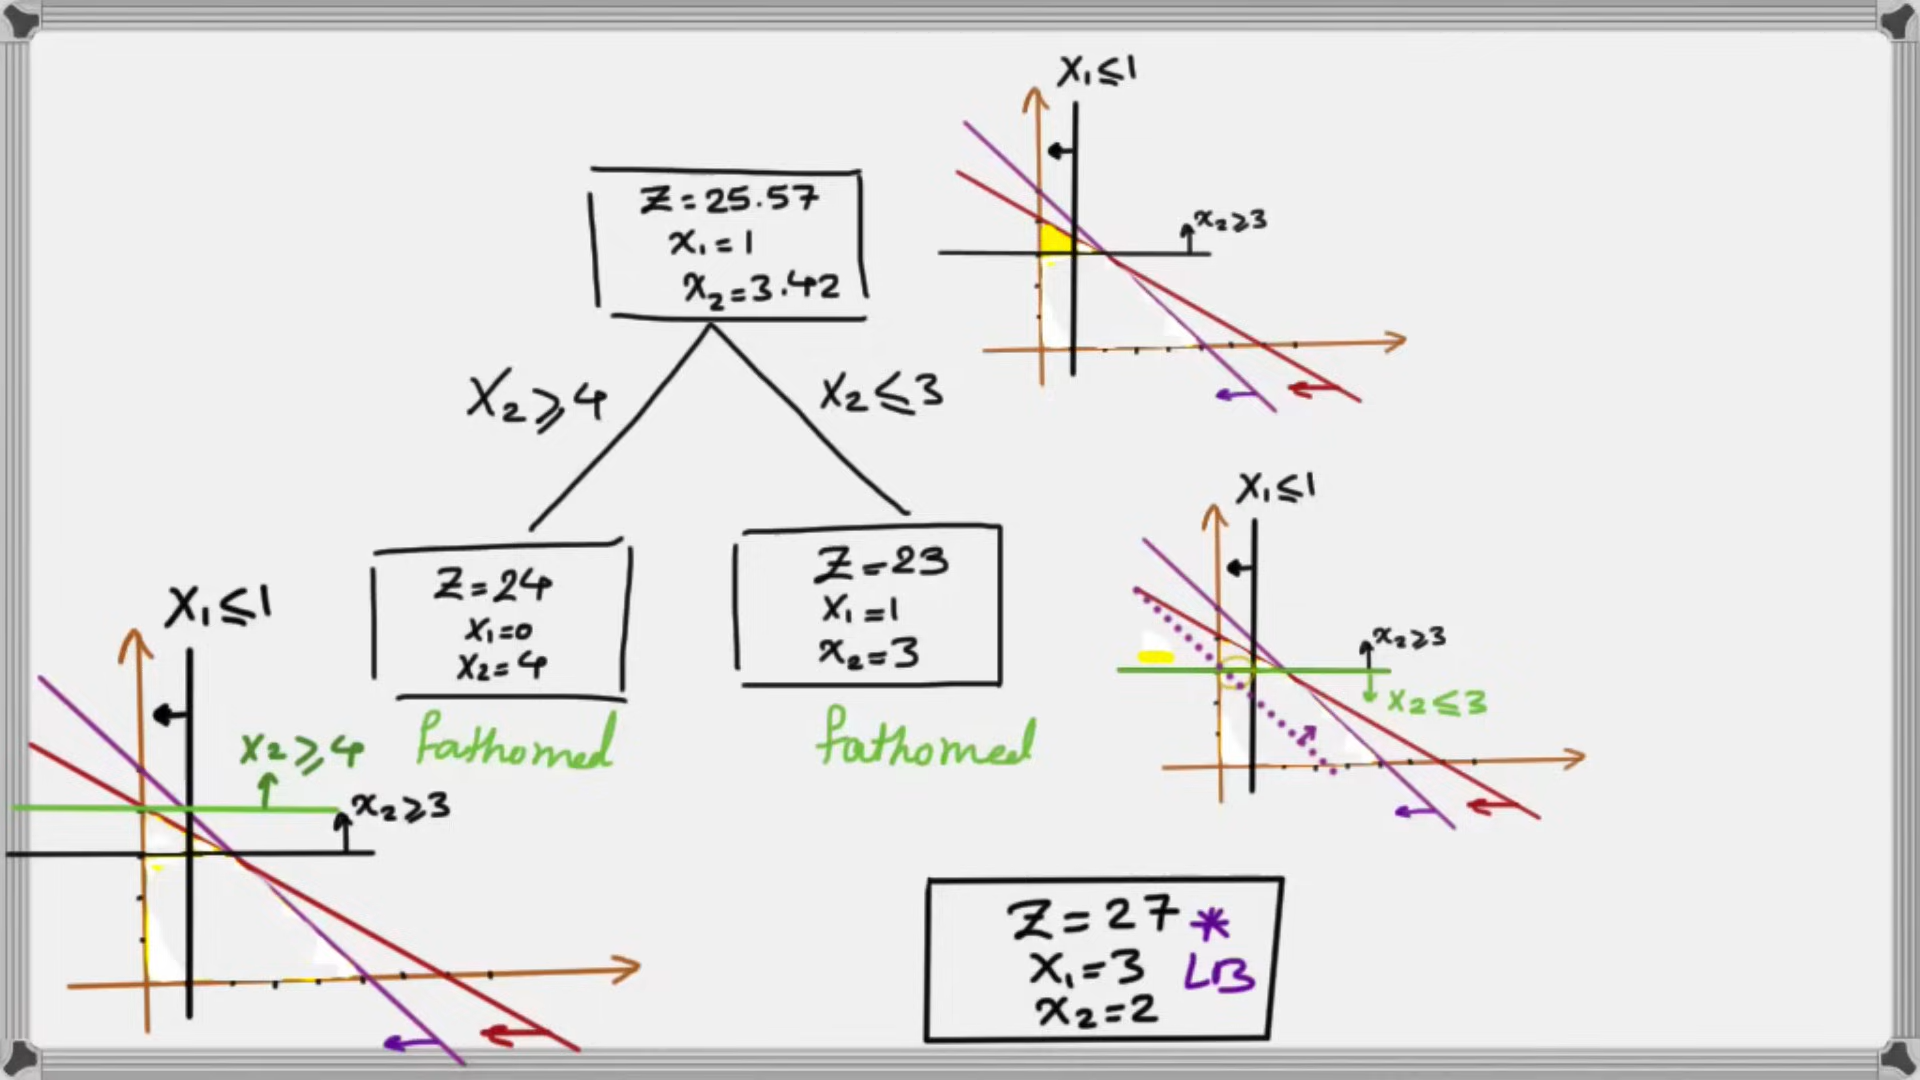 X₁≤1
x₂≥3
Z=25.57
x₁=1
x₂=3.42
X₂≥4
X₂≤3
Z=24
x₁=0
x₂=4
Fathomed
Z=23
x₁=1
x₂=3
Fathomed
X₁≤1
x₂≥3
x₂≤3
X₁≤1
X₂≥4
x₂≥3
Z=27 *
x₁=3 LB
x₂=2